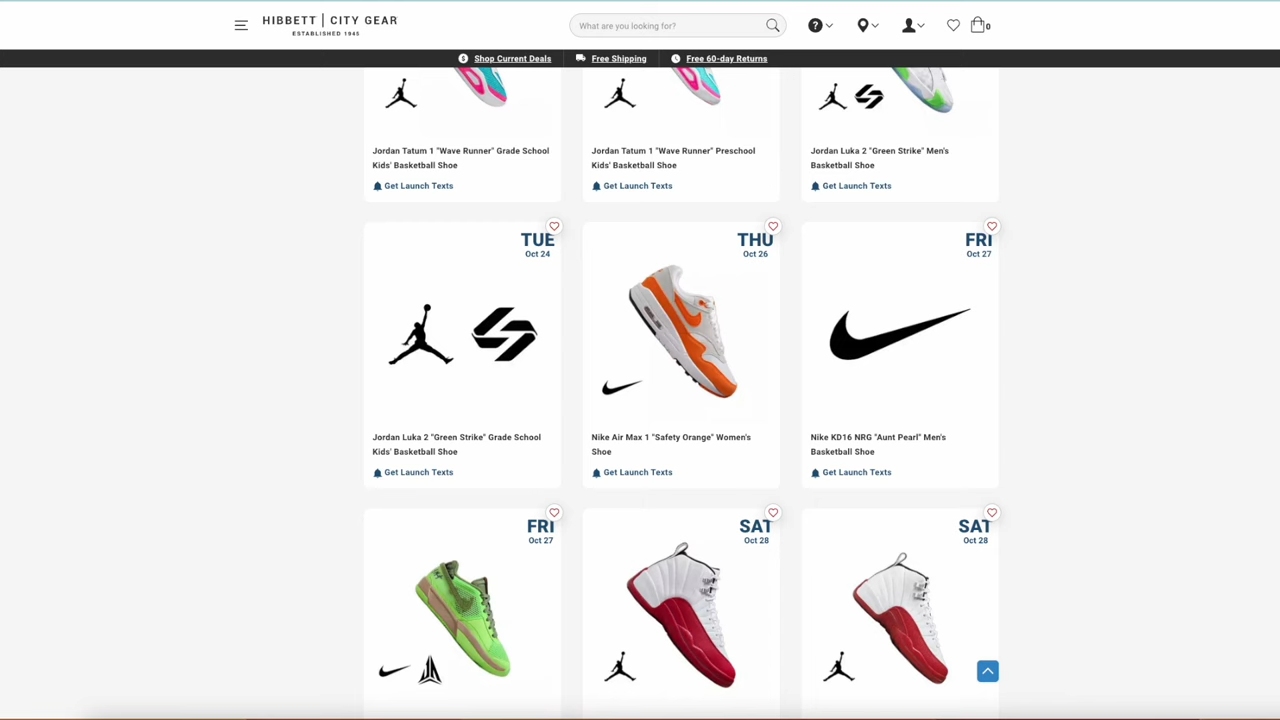 HIBBETT | CITY GEAR
ESTABLISHED 1945
What are you looking for?
0
Shop Current Deals
Free Shipping
Free 60-day Returns
Jordan Tatum 1 "Wave Runner" Grade School
Kids' Basketball Shoe
Get Launch Texts
Jordan Tatum 1 "Wave Runner" Preschool
Kids' Basketball Shoe
Get Launch Texts
Jordan Luka 2 "Green Strike" Men's
Basketball Shoe
Get Launch Texts
TUE
Oct 24
Jordan Luka 2 "Green Strike" Grade School
Kids' Basketball Shoe
Get Launch Texts
THU
Oct 26
Nike Air Max 1 "Safety Orange" Women's
Shoe
Get Launch Texts
FRI
Oct 27
Nike KD16 NRG "Aunt Pearl" Men's
Basketball Shoe
Get Launch Texts
FRI
Oct 27
SAT
Oct 28
SAT
Oct 28